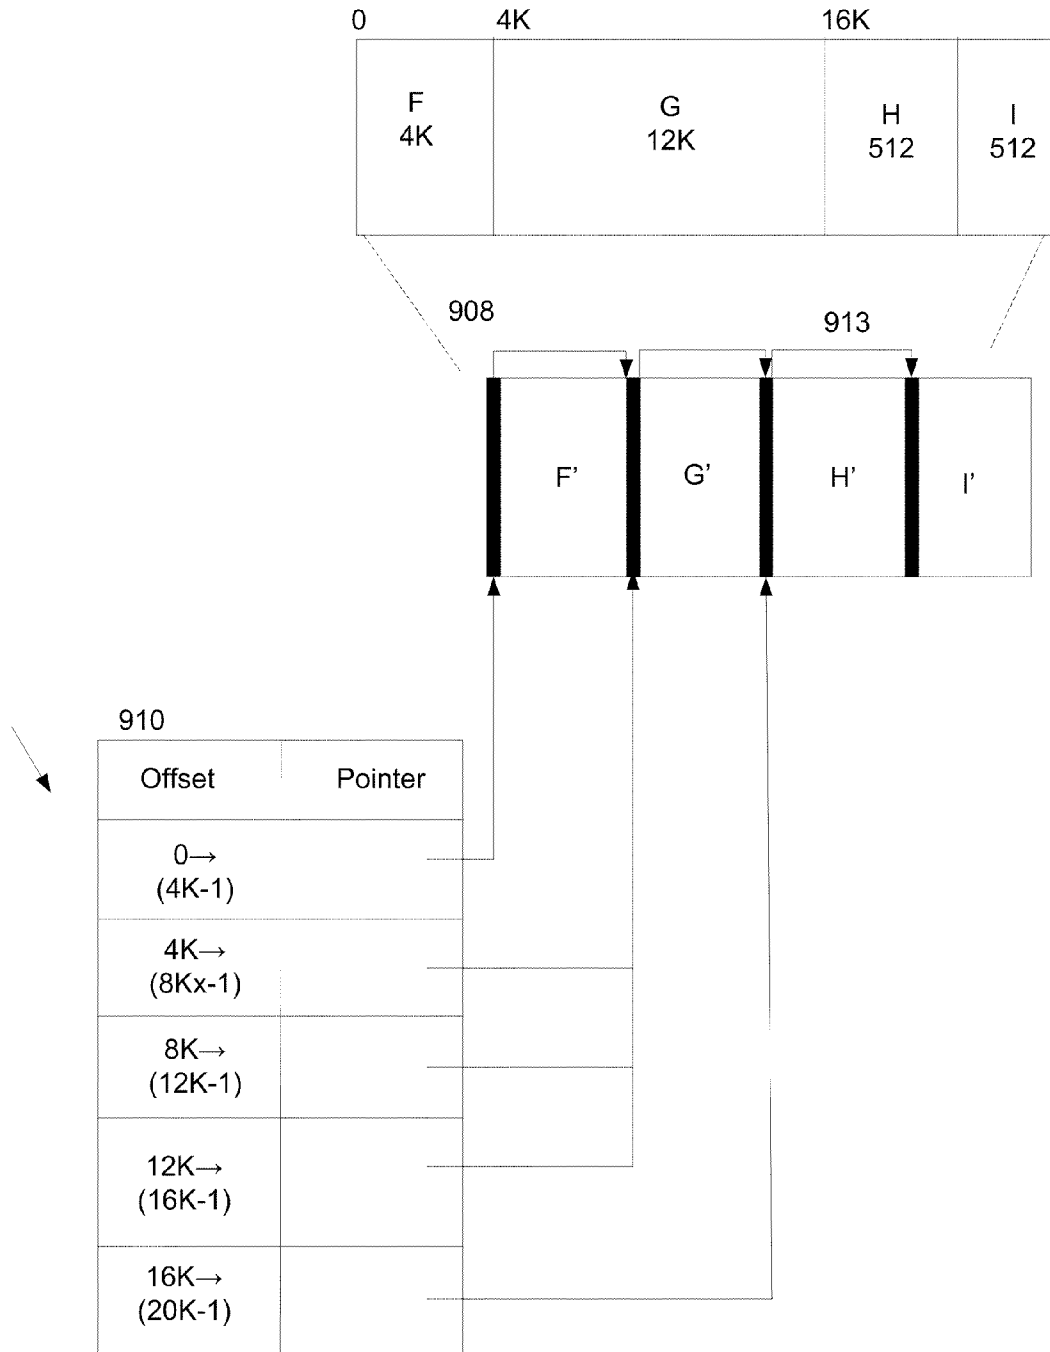 0 4K 16K
F
4K
G
12K
H
512
I
512
908
913
F’
G’
H’
I’
910
Offset Pointer
0→
(4K-1)
4K→
(8Kx-1)
8K→
(12K-1)
12K→
(16K-1)
16K→
(20K-1)